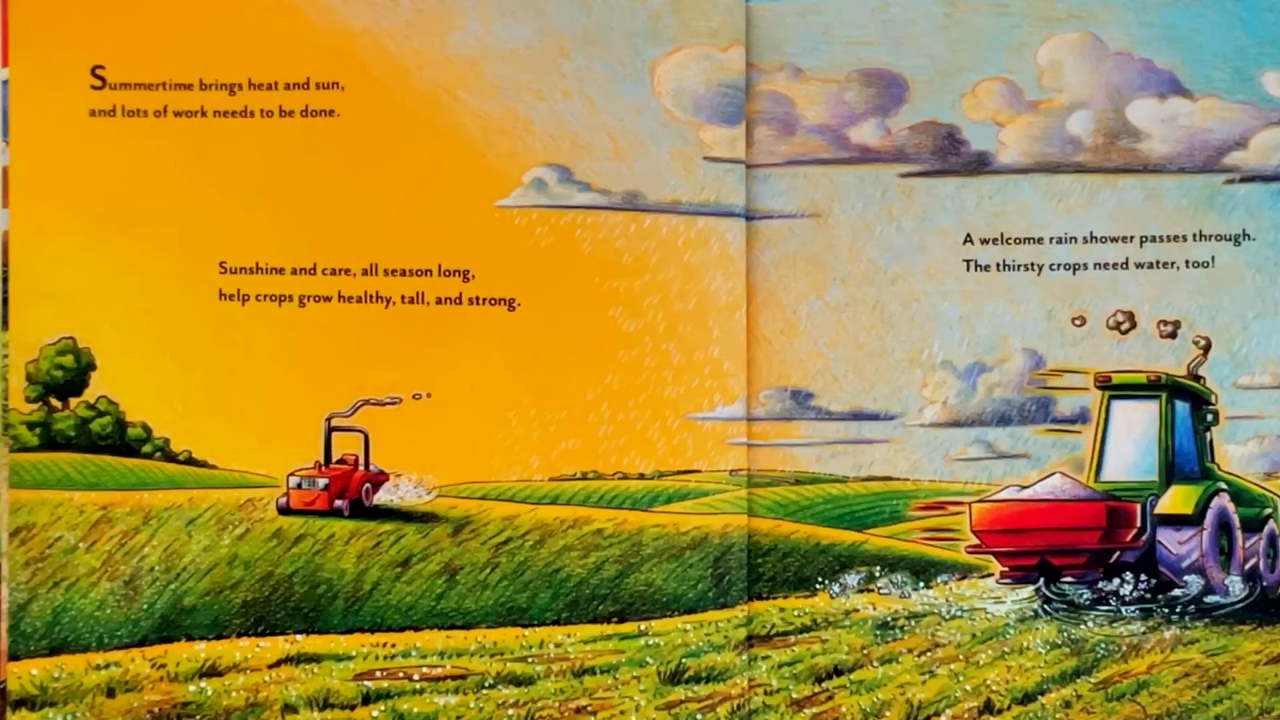 Summertime brings heat and sun,
and lots of work needs to be done.
Sunshine and care, all season long,
help crops grow healthy, tall, and strong.
A welcome rain shower passes through.
The thirsty crops need water, too!